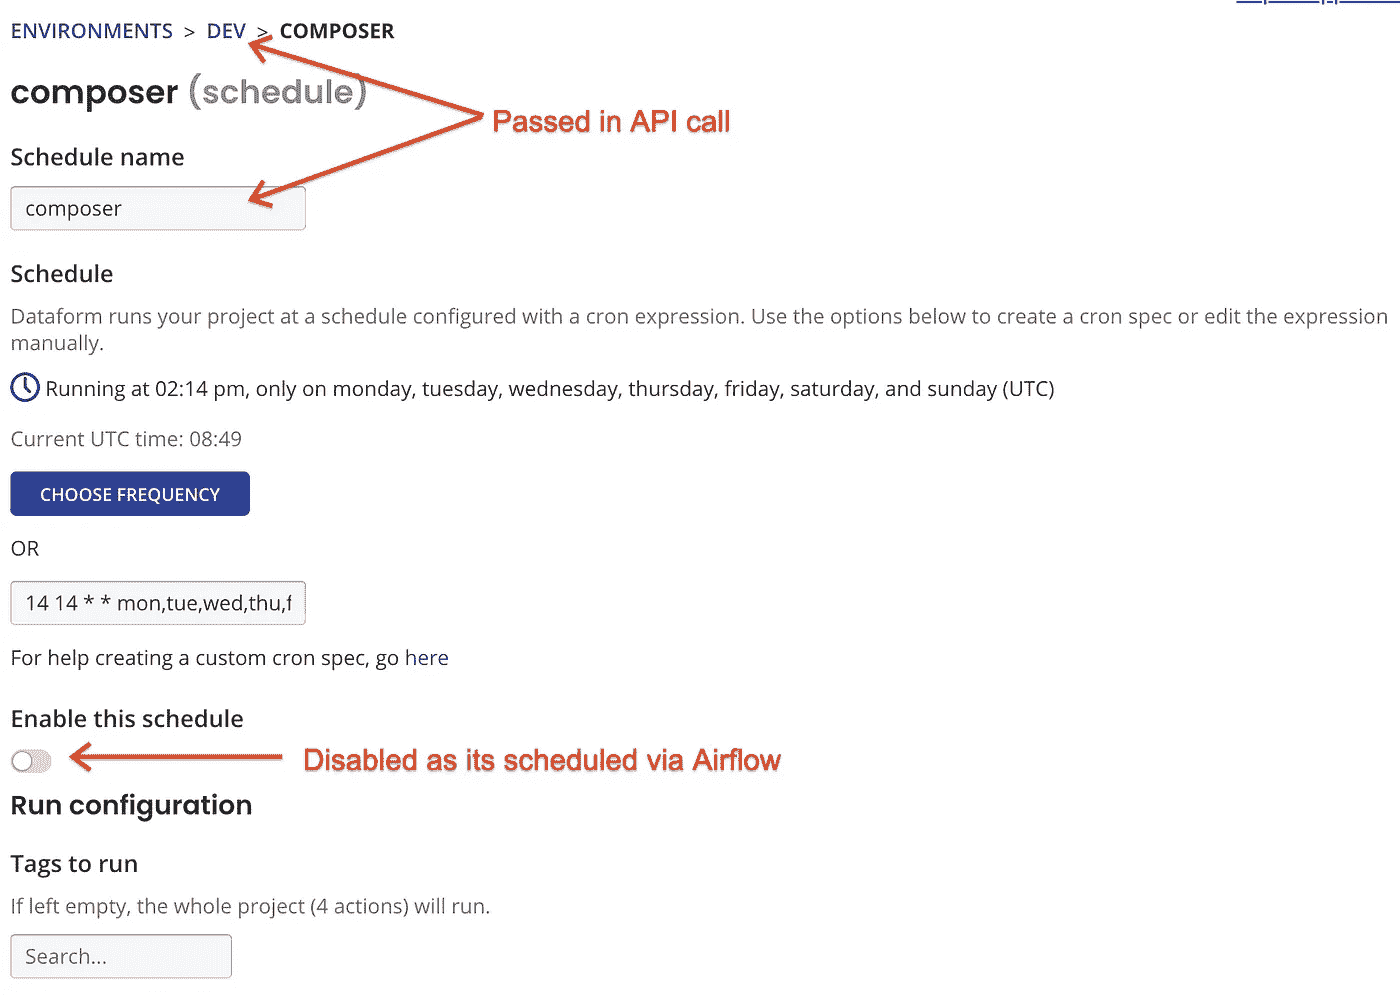 ENVIRONMENTS > DEV > COMPOSER
composer (schedule)
Passed in API call
Schedule name
composer
Schedule
Dataform runs your project at a schedule configured with a cron expression. Use the options below to create a cron spec or edit the expression
manually.
Running at 02:14 pm, only on monday, tuesday, wednesday, thursday, friday, saturday, and sunday (UTC)
Current UTC time: 08:49
CHOOSE FREQUENCY
OR
14 14 * * mon,tue,wed,thu,f
For help creating a custom cron spec, go here
Enable this schedule
Disabled as its scheduled via Airflow
Run configuration
Tags to run
If left empty, the whole project (4 actions) will run.
Search...